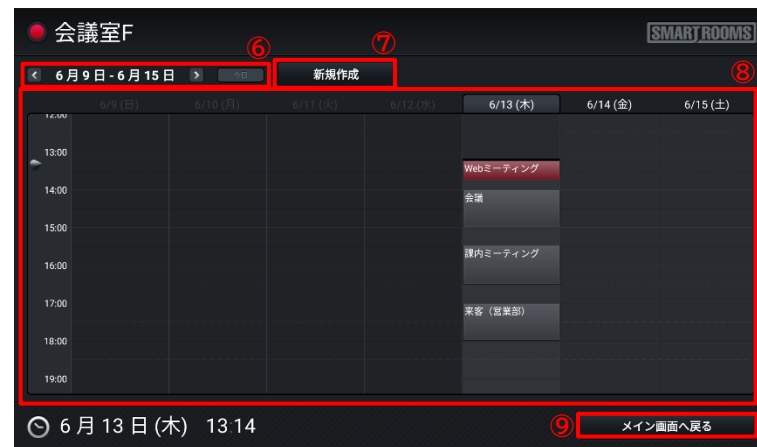 会議室F
SMART ROOMS
⑥
⑦
⑧
6月9日-6月15日
今日
新規作成
6/9 (日) 6/10 (月) 6/11 (火) 6/12 (水) 6/13 (木) 6/14 (金) 6/15 (土)
12:00
13:00
Webミーティング
14:00
会議
15:00
課内ミーティング
16:00
17:00
来客（営業部）
18:00
19:00
6月13日(木) 13:14
⑨
メイン画面へ戻る